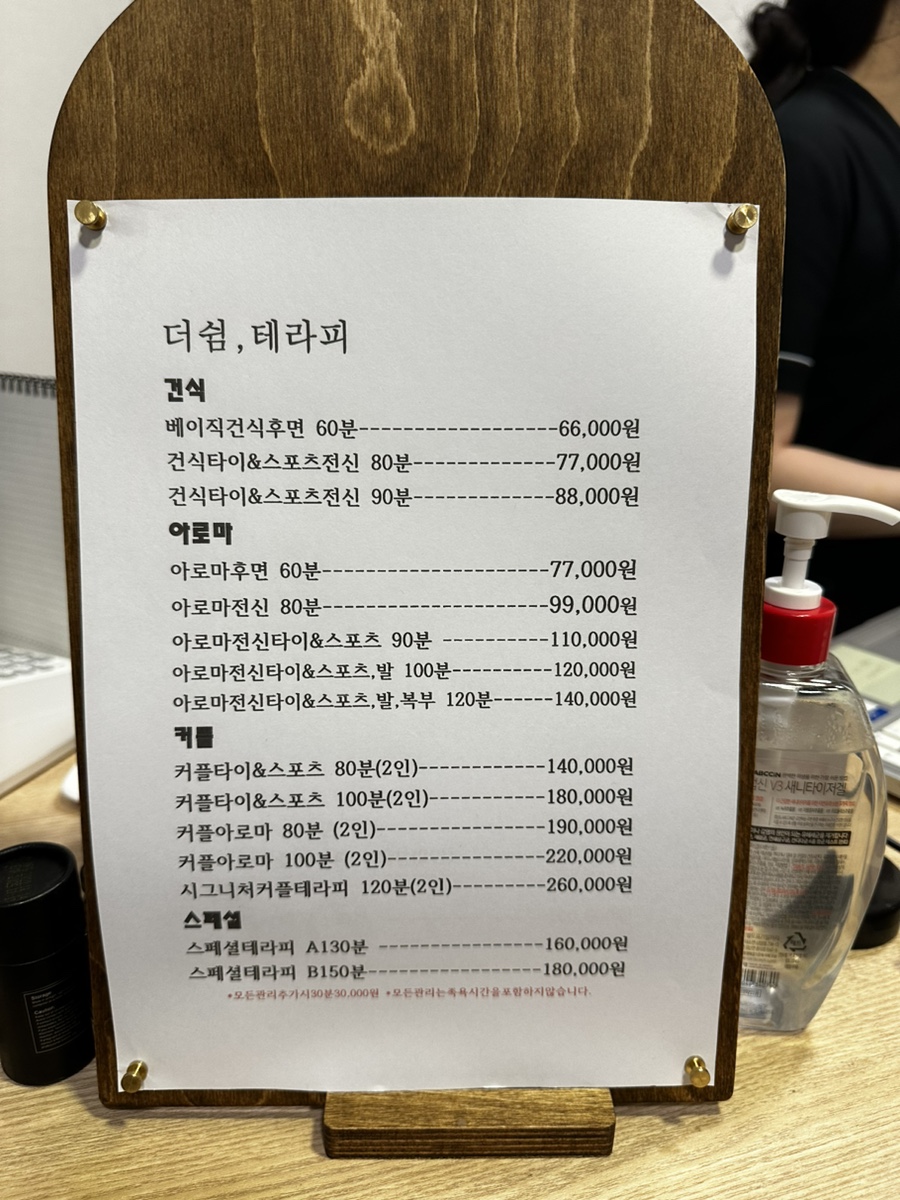 더쉼,테라피
건식
베이직건식후면 60분------------------66,000원
건식타이&스포츠전신 80분-------------77,000원
건식타이&스포츠전신 90분-------------88,000원
아로마
아로마후면 60분---------------------77,000원
아로마전신 80분---------------------99,000원
아로마전신타이&스포츠 90분 ----------110,000원
아로마전신타이&스포츠,발 100분---------120,000원
아로마전신타이&스포츠,발,복부 120분------140,000원
커플
커플타이&스포츠 80분(2인)------------140,000원
커플타이&스포츠 100분(2인)-----------180,000원
커플아로마 80분 (2인)----------------190,000원
커플아로마 100분 (2인)---------------220,000원
시그니처커플테라피 120분(2인)---------260,000원
스페셜
스페셜테라피 A130분 ----------------160,000원
스페셜테라피 B150분-----------------180,000원
*모든관리추가시30분30.000원 *모든관리는족욕시간을포함하지않습니다.
V3 새니타이저겔